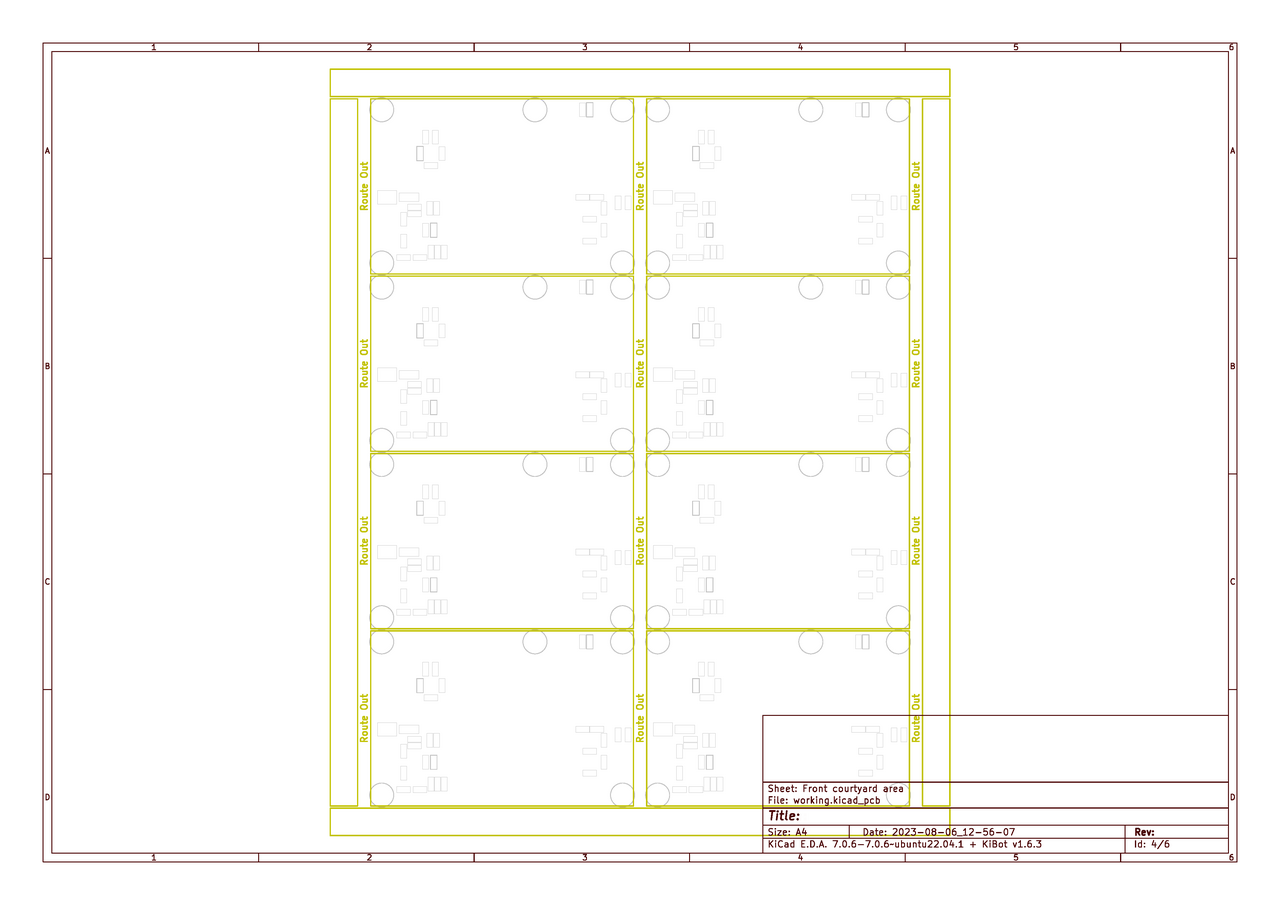 1 2 3 4 5 6
A A
Route Out Route Out Route Out
B B
Route Out Route Out Route Out
C C
Route Out Route Out Route Out
D D
Route Out Route Out Route Out
Sheet: Front courtyard area
File: working.kicad_pcb
Title:
Size: A4 Date: 2023-08-06_12-56-07 Rev:
KiCad E.D.A. 7.0.6-7.0.6~ubuntu22.04.1 + KiBot v1.6.3 Id: 4/6
1 2 3 4 5 6